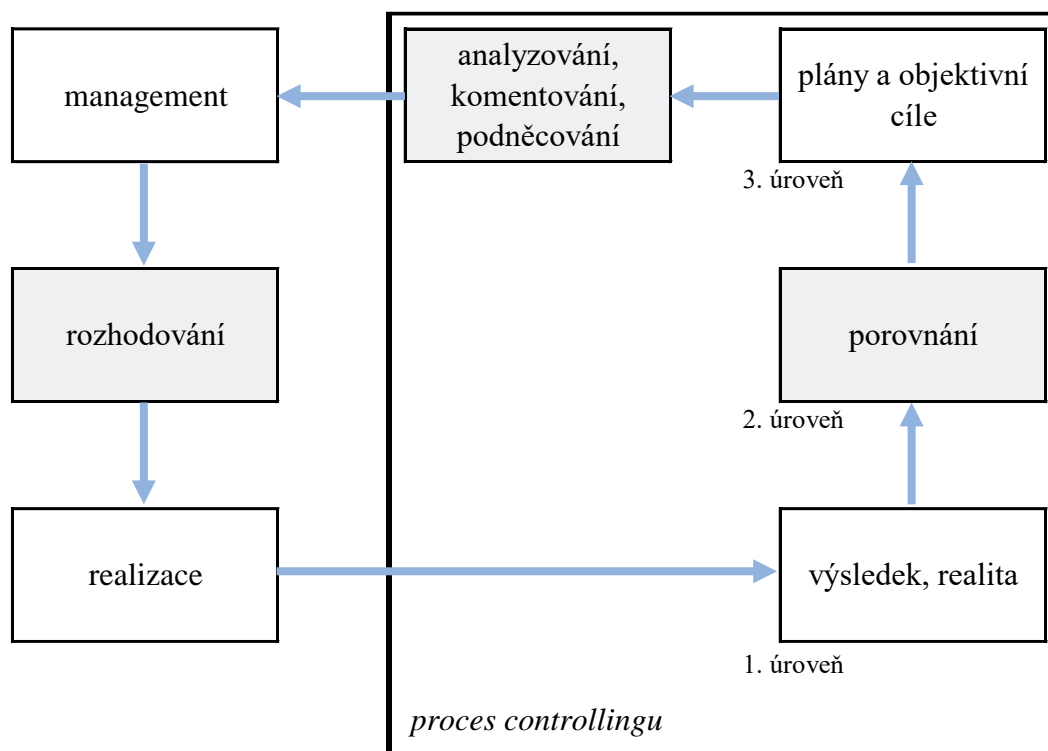 management
analyzování,
komentování,
podněcování
plány a objektivní
cíle
3. úroveň
rozhodování
porovnání
2. úroveň
realizace
výsledek, realita
1. úroveň
proces controllingu